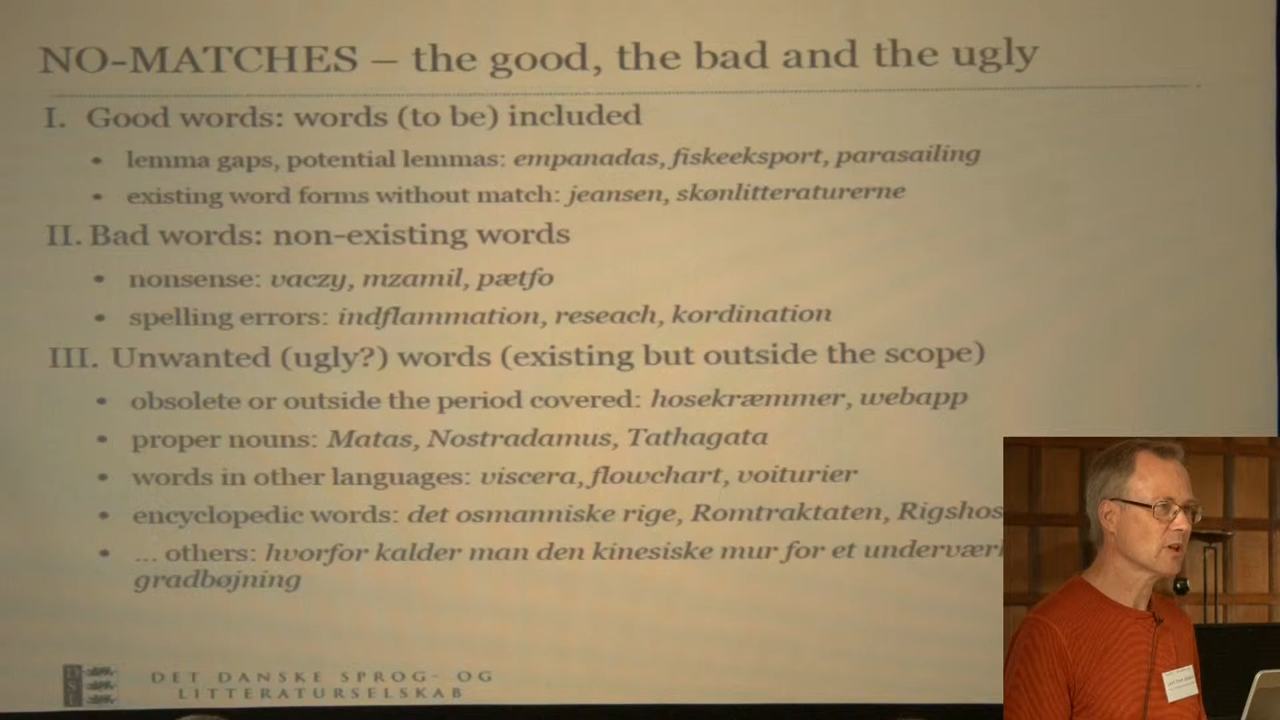 NO-MATCHES – the good, the bad and the ugly
I. Good words: words (to be) included
• lemma gaps, potential lemmas: empanadas, fiskeeksport, parasailing
• existing word forms without match: jeansen, skønlitteraturerne
II. Bad words: non-existing words
• nonsense: vaczy, mzamil, pætfo
• spelling errors: indflammation, reseach, kordination
III. Unwanted (ugly?) words (existing but outside the scope)
• obsolete or outside the period covered: hosekræmmer, webapp
• proper nouns: Matas, Nostradamus, Tathagata
• words in other languages: viscera, flowchart, voiturier
• encyclopedic words: det osmanniske rige, Romtraktaten, Rigshos
• ... others: hvorfor kalder man den kinesiske mur for et underværk
gradbøjning
DET DANSKE SPROG- OG
LITTERATURSELSKAB